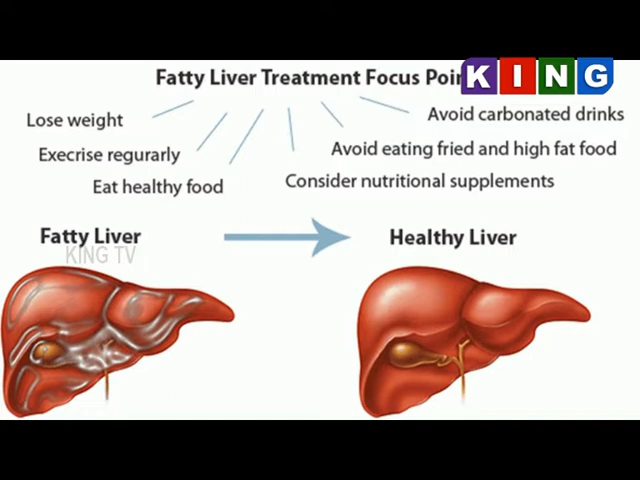 KING
Fatty Liver Treatment Focus Poin
Lose weight
Avoid carbonated drinks
Execrise regurarly
Avoid eating fried and high fat food
Eat healthy food
Consider nutritional supplements
Fatty Liver
Healthy Liver
KING TV